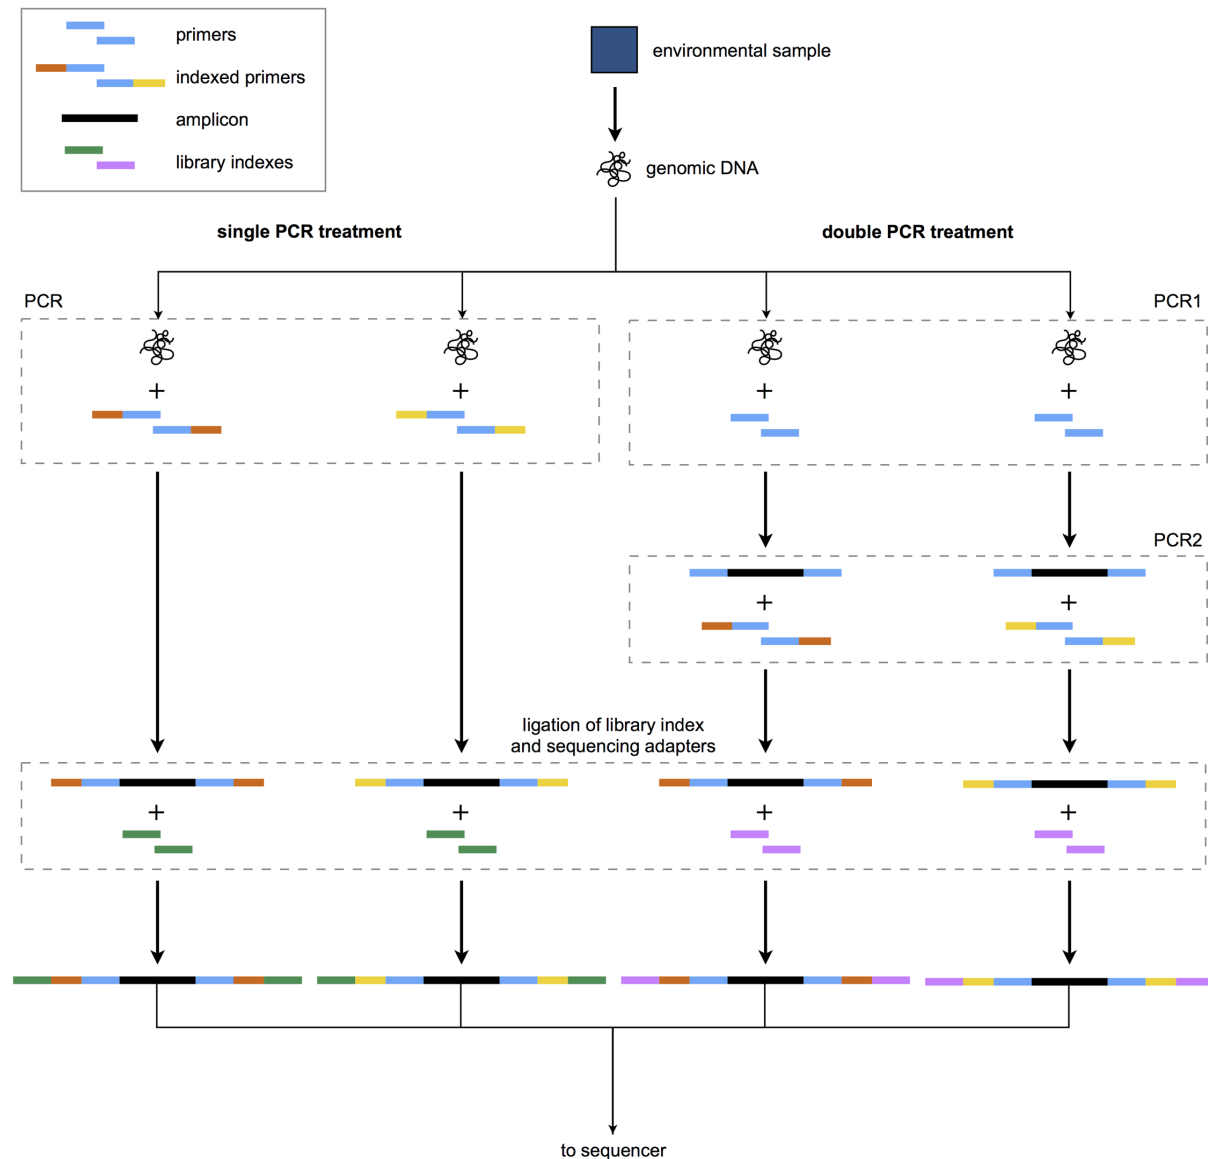 primers
indexed primers
amplicon
library indexes
environmental sample
genomic DNA
single PCR treatment
double PCR treatment
PCR
PCR1
+
+
+
+
PCR2
+
+
ligation of library index
and sequencing adapters
+
+
+
+
to sequencer